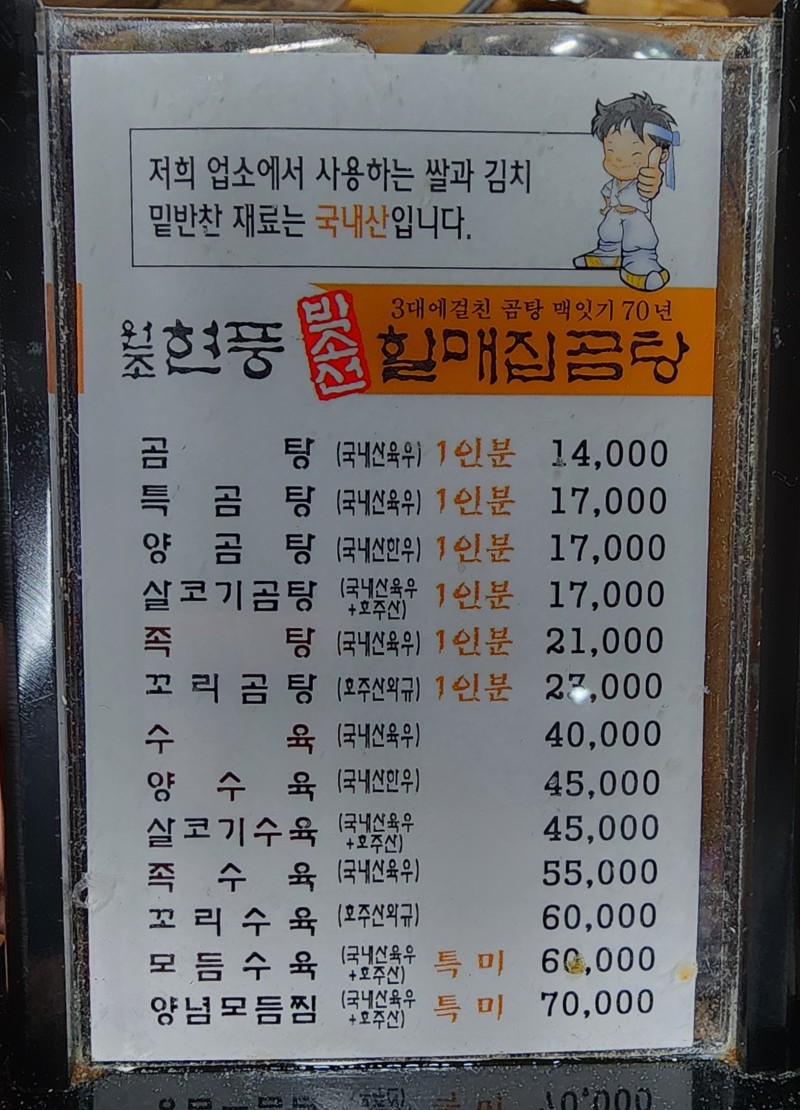 저희 업소에서 사용하는 쌀과 김치
밑반찬 재료는 국내산입니다.
3대에걸친 곰탕 맥잇기 70년
원조 현풍 박소선 할매집곰탕
곰탕 (국내산육우) 1인분 14,000
특곰탕 (국내산육우) 1인분 17,000
양곰탕 (국내산한우) 1인분 17,000
살코기곰탕 (국내산육우+호주산) 1인분 17,000
족탕 (국내산육우) 1인분 21,000
꼬리곰탕 (호주산외규) 1인분 23,000
수육 (국내산육우) 40,000
양수육 (국내산한우) 45,000
살코기수육 (국내산육우+호주산) 45,000
족수육 (국내산육우) 55,000
꼬리수육 (호주산외규) 60,000
모듬수육 (국내산육우+호주산) 특미 60,000
양념모듬찜 (국내산육우+호주산) 특미 70,000